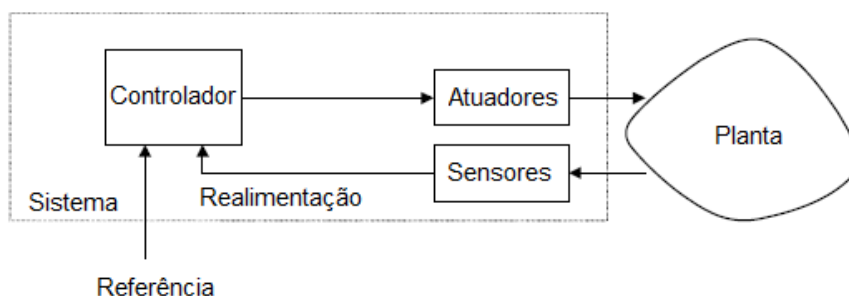 Controlador
Atuadores
Planta
Sensores
Realimentação
Sistema
Referência